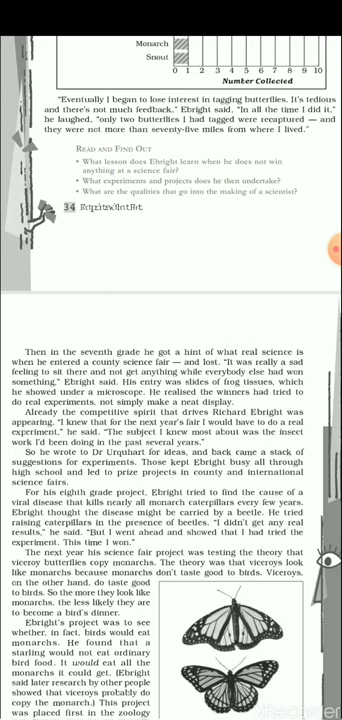 Monarch
Snout
0 1 2 3 4 5 6 7 8 9 10
Number Collected
"Eventually I began to lose interest in tagging butterflies. It's tedious
and there's not much feedback," Ebright said. "In all the time I did it,"
he laughed, "only two butterflies I had tagged were recaptured — and
they were not more than seventy-five miles from where I lived."
READ AND FIND OUT
• What lesson does Ebright learn when he does not win
anything at a science fair?
• What experiments and projects does he then undertake?
• What are the qualities that go into the making of a scientist?
34
Then in the seventh grade he got a hint of what real science is
when he entered a county science fair — and lost. "It was really a sad
feeling to sit there and not get anything while everybody else had won
something," Ebright said. His entry was slides of frog tissues, which
he showed under a microscope. He realised the winners had tried to
do real experiments, not simply make a neat display.
Already the competitive spirit that drives Richard Ebright was
appearing. "I knew that for the next year's fair I would have to do a real
experiment," he said. "The subject I knew most about was the insect
work I'd been doing in the past several years."
So he wrote to Dr Urquhart for ideas, and back came a stack of
suggestions for experiments. Those kept Ebright busy all through
high school and led to prize projects in county and international
science fairs.
For his eighth grade project, Ebright tried to find the cause of a
viral disease that kills nearly all monarch caterpillars every few years.
Ebright thought the disease might be carried by a beetle. He tried
raising caterpillars in the presence of beetles. "I didn't get any real
results," he said. "But I went ahead and showed that I had tried the
experiment. This time I won."
The next year his science fair project was testing the theory that
viceroy butterflies copy monarchs. The theory was that viceroys look
like monarchs because monarchs don't taste good to birds. Viceroys,
on the other hand, do taste good
to birds. So the more they look like
monarchs, the less likely they are
to become a bird's dinner.
Ebright's project was to see
whether, in fact, birds would eat
monarchs. He found that a
starling would not eat ordinary
bird food. It would eat all the
monarchs it could get. (Ebright
said later research by other people
showed that viceroys probably do
copy the monarch.) This project
was placed first in the zoology